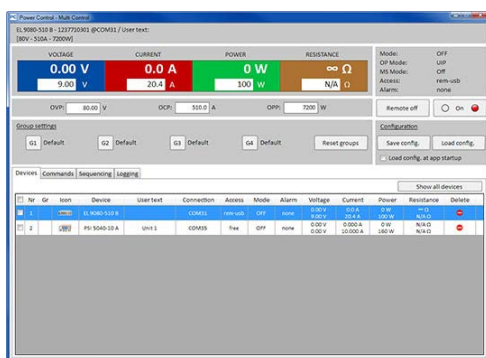 Power Control - Multi Control
EL 9080-510 B - 1237710301 @COM31 / User text:
[80V - 510A - 7200W]
VOLTAGE CURRENT POWER RESISTANCE
0.00 V 0.0 A 0 W ∞ Ω
9.00 V 20.4 A 100 W N/A Ω
Mode: OFF
OP Mode: UIP
MS Mode: Off
Access: rem-usb
Alarm: none
OVP: 80.00 V OCP: 510.0 A OPP: 7200 W
Remote off On
Group settings
G1 Default G2 Default G3 Default G4 Default Reset groups
Configuration
Save config. Load config.
Load config. at app startup
Devices Commands Sequencing Logging
Show all devices
Nr Gr Icon Device User text Connection Access Mode Alarm Voltage Current Power Resistance Delete
1 EL 9080-510 B COM31 rem-usb OFF none 0.00 V 0.0 A 0 W ∞ Ω
9.00 V 20.4 A 100 W N/A Ω
2 PSI 5040-10 A Unit 1 COM35 free OFF none 0.00 V 0.000 A 0 W N/A Ω
0.00 V 10.000 A 160 W N/A Ω